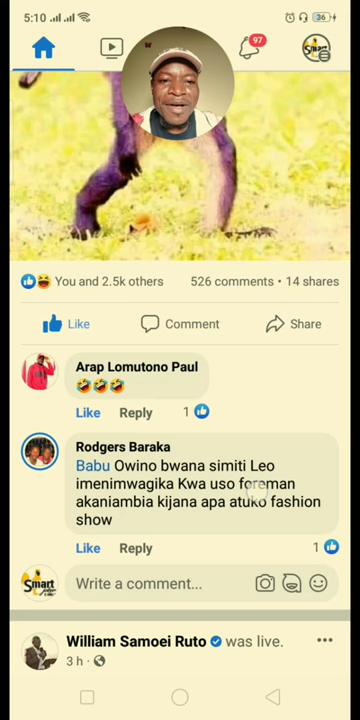 5:10
36
97
Smart
You and 2.5k others
526 comments • 14 shares
Like
Comment
Share
Arap Lomutono Paul
🤣🤣🤣
Like Reply 1
Rodgers Baraka
Babu Owino bwana simiti Leo
imenimwagika Kwa uso foreman
akaniambia kijana apa atuko fashion
show
Like Reply 1
Smart
Write a comment...
William Samoei Ruto was live.
3 h ·